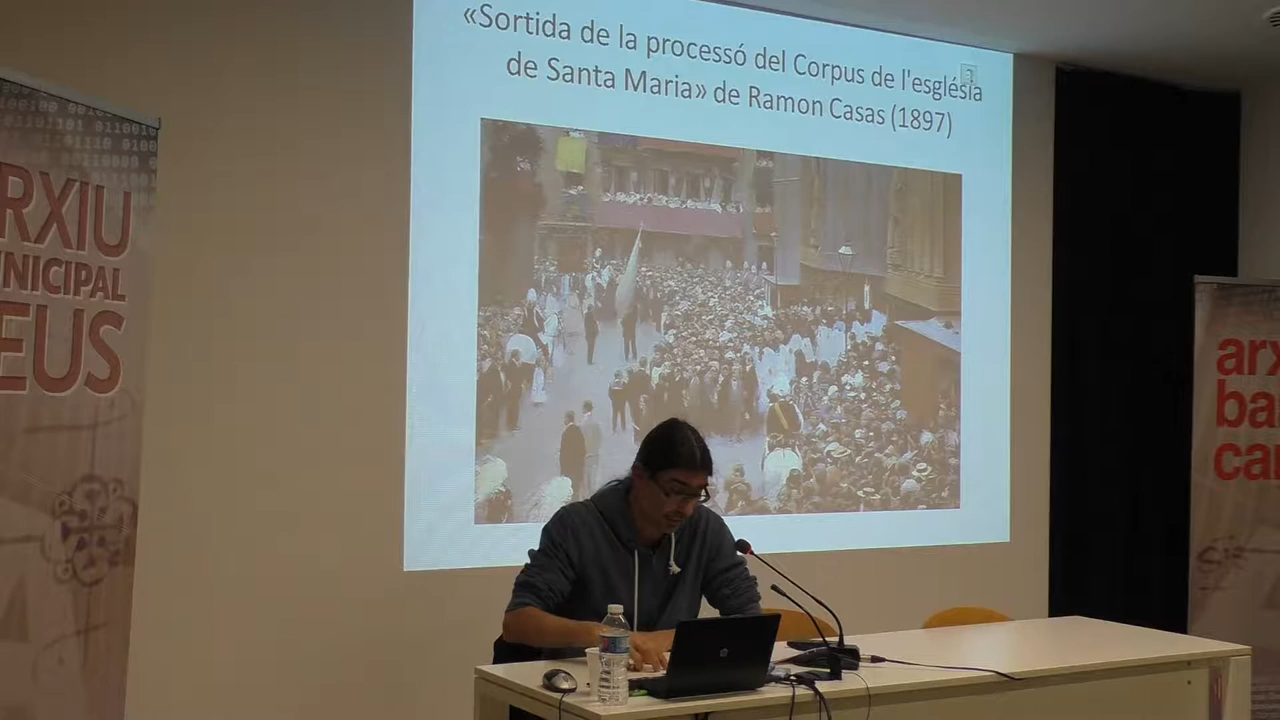 «Sortida de la processó del Corpus de l'església
de Santa Maria» de Ramon Casas (1897)
RXIU
NICIPAL
EUS
arx
ba
ca
hp